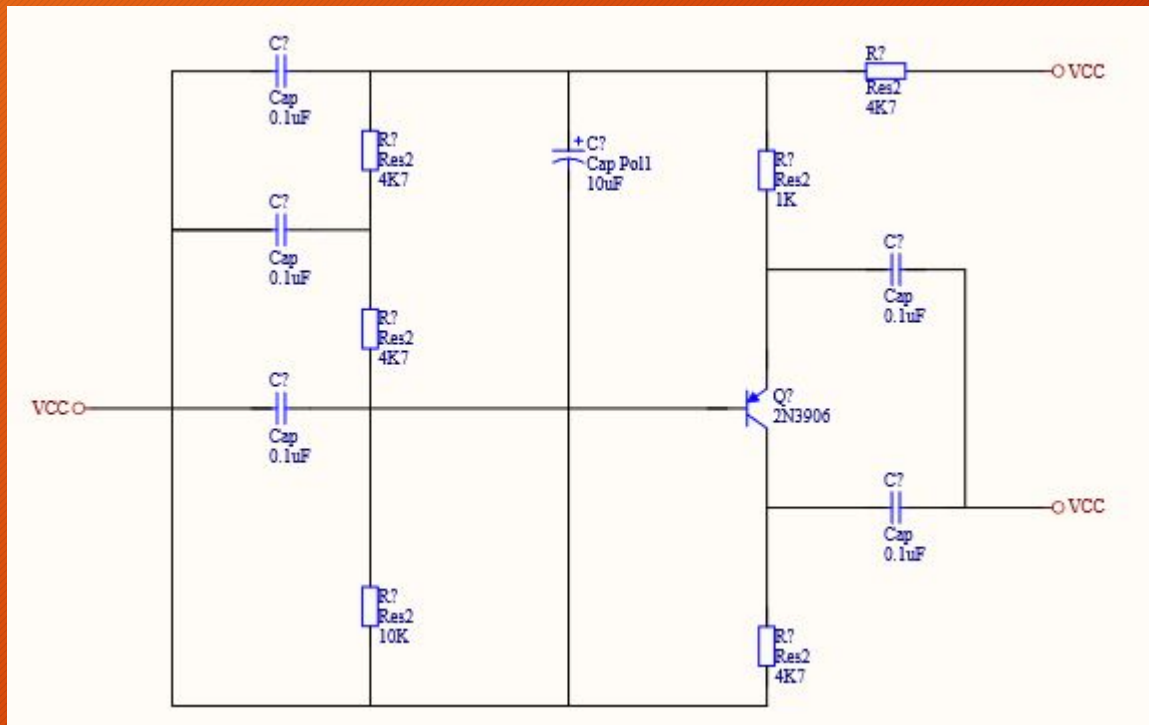 C?
Cap
0.1uF
R?
Res2
4K7
VCC
R?
Res2
4K7
+ C?
Cap Pol1
10uF
R?
Res2
1K
C?
Cap
0.1uF
C?
Cap
0.1uF
R?
Res2
4K7
VCC
C?
Cap
0.1uF
Q?
2N3906
C?
Cap
0.1uF
VCC
R?
Res2
10K
R?
Res2
4K7